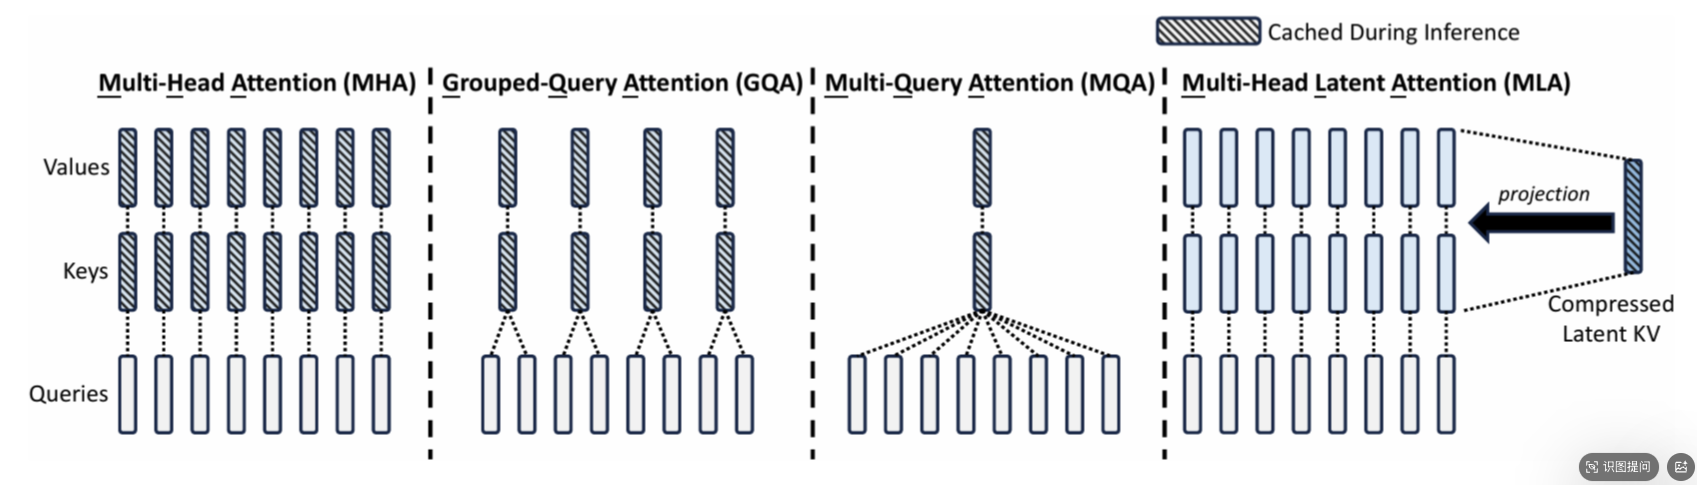 Cached During Inference
Multi-Head Attention (MHA)
Grouped-Query Attention (GQA)
Multi-Query Attention (MQA)
Multi-Head Latent Attention (MLA)
Values
Keys
Queries
projection
Compressed
Latent KV
识图提问